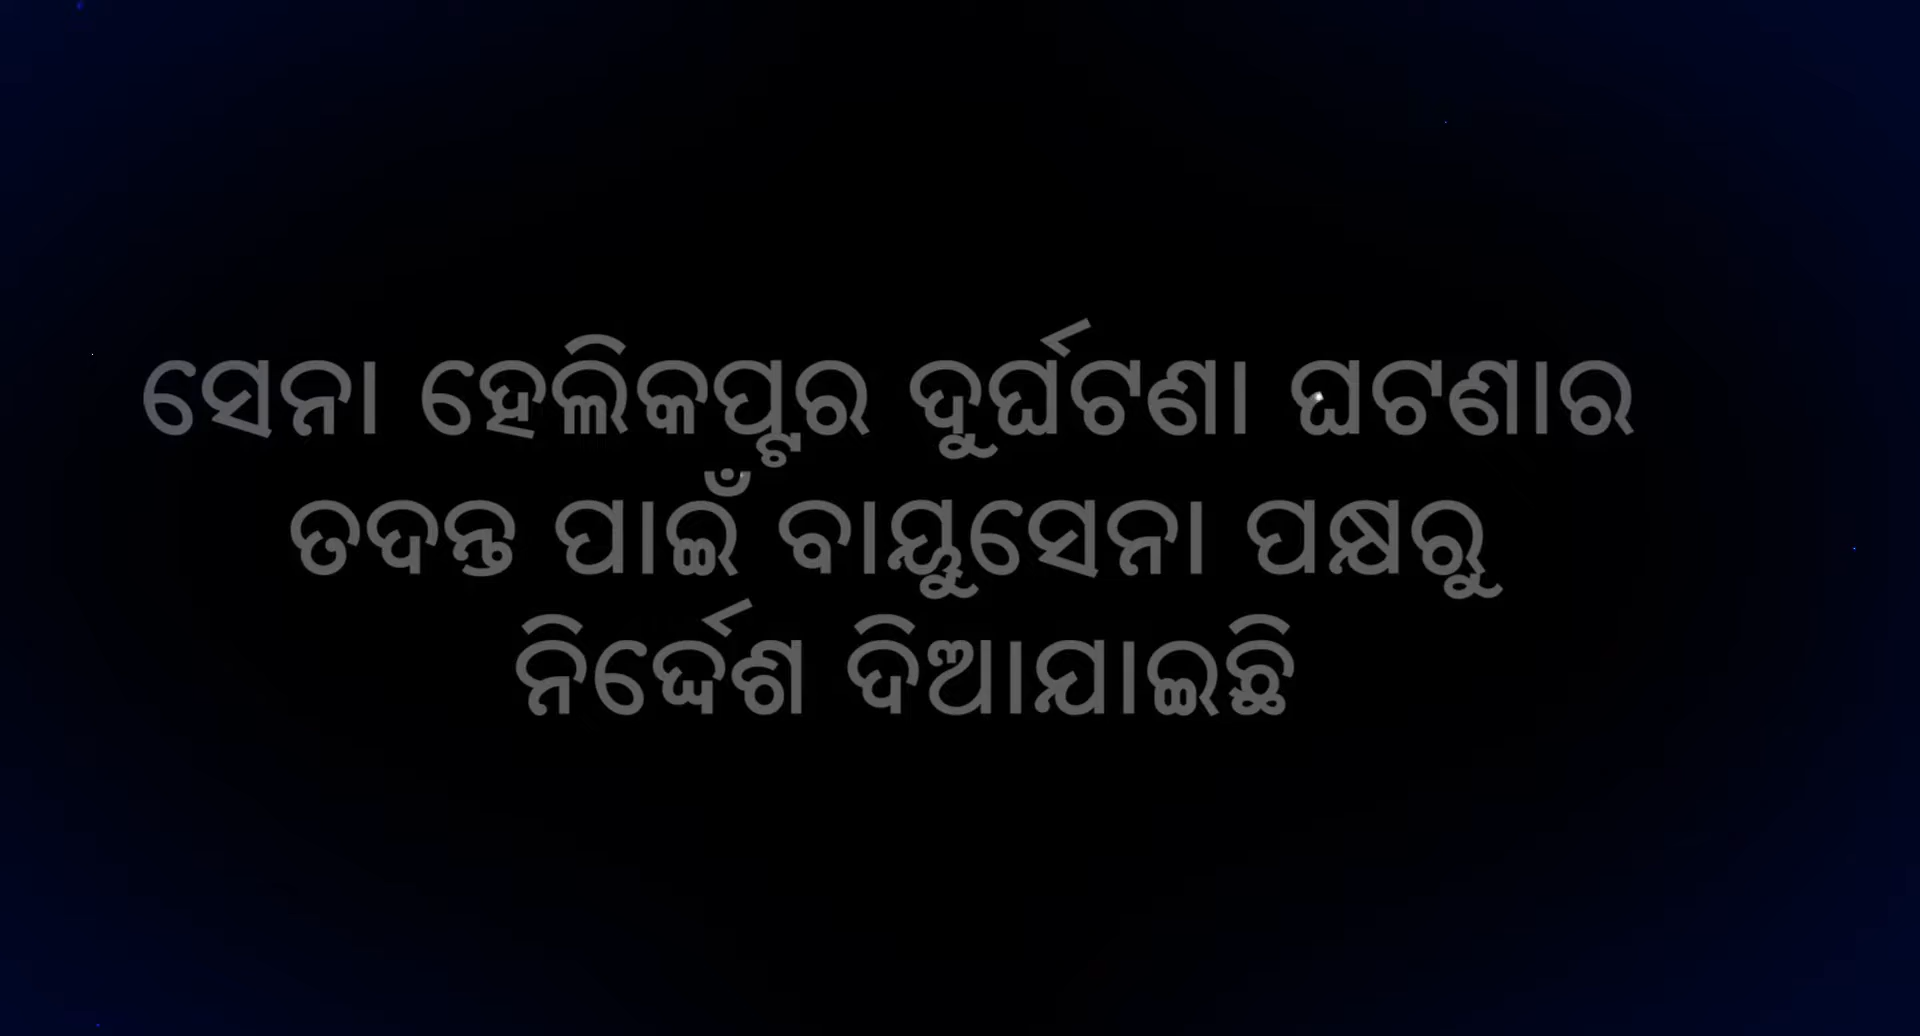 ସେନା ହେଲିକପ୍ଟର ଦୁର୍ଘଟଣା ଘଟଣାର
ତଦନ୍ତ ପାଇଁ ବାୟୁସେନା ପକ୍ଷରୁ
ନିର୍ଦ୍ଦେଶ ଦିଆଯାଇଛି